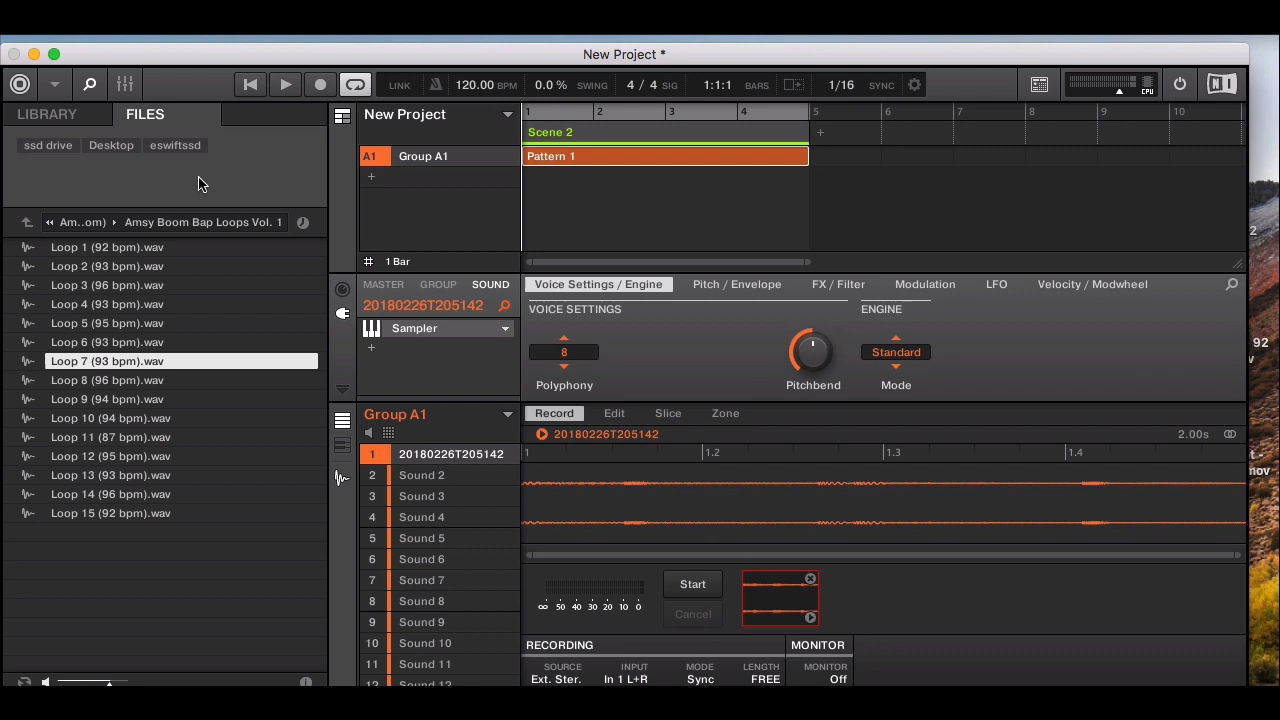 New Project *
LINK 120.00 BPM 0.0 % SWING 4 / 4 SIG 1:1:1 BARS 1/16 SYNC CPU
LIBRARY FILES
ssd drive Desktop eswiftssd
Am...om) Amsy Boom Bap Loops Vol. 1
Loop 1 (92 bpm).wav
Loop 2 (93 bpm).wav
Loop 3 (96 bpm).wav
Loop 4 (93 bpm).wav
Loop 5 (95 bpm).wav
Loop 6 (93 bpm).wav
Loop 7 (93 bpm).wav
Loop 8 (96 bpm).wav
Loop 9 (94 bpm).wav
Loop 10 (94 bpm).wav
Loop 11 (87 bpm).wav
Loop 12 (95 bpm).wav
Loop 13 (93 bpm).wav
Loop 14 (96 bpm).wav
Loop 15 (92 bpm).wav
New Project
1 2 3 4 5 6 7 8 9 10
Scene 2
A1 Group A1
Pattern 1
1 Bar
MASTER GROUP SOUND
20180226T205142
Sampler
Voice Settings / Engine Pitch / Envelope FX / Filter Modulation LFO Velocity / Modwheel
VOICE SETTINGS ENGINE
8 Standard
Polyphony Pitchbend Mode
Group A1
1 20180226T205142
2 Sound 2
3 Sound 3
4 Sound 4
5 Sound 5
6 Sound 6
7 Sound 7
8 Sound 8
9 Sound 9
10 Sound 10
11 Sound 11
12 Sound 12
Record Edit Slice Zone
20180226T205142 2.00s
1 1.2 1.3 1.4
Start
Cancel
∞ 50 40 30 20 10 0
RECORDING MONITOR
SOURCE INPUT MODE LENGTH MONITOR
Ext. Ster. In 1 L+R Sync FREE Off
92
t -
mov